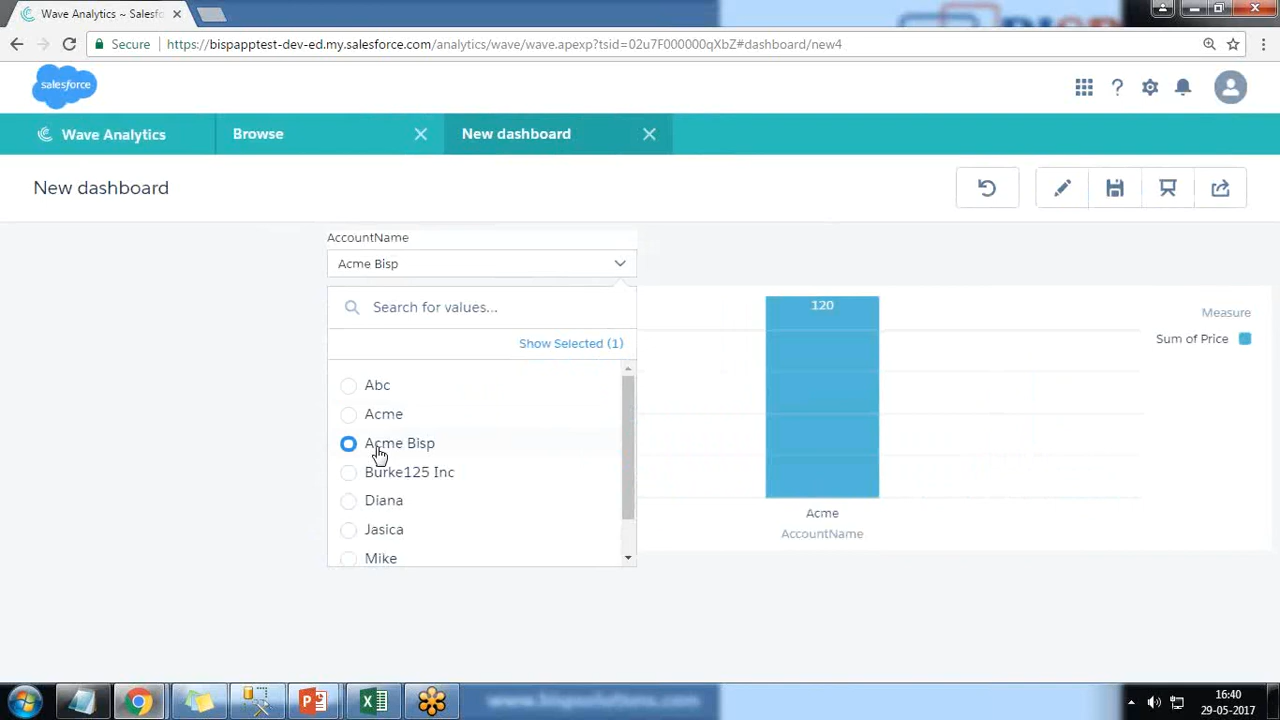 Wave Analytics ~ Salesfo
Secure
https://bispapptest-dev-ed.my.salesforce.com/analytics/wave/wave.apexp?tsid=02u7F000000qXbZ#dashboard/new4
salesforce
Wave Analytics
Browse
New dashboard
New dashboard
AccountName
Acme Bisp
Search for values...
Show Selected (1)
Abc
Acme
Acme Bisp
Burke125 Inc
Diana
Jasica
Mike
120
Measure
Sum of Price
Acme
AccountName
www.bispsolutions.com
16:40
29-05-2017